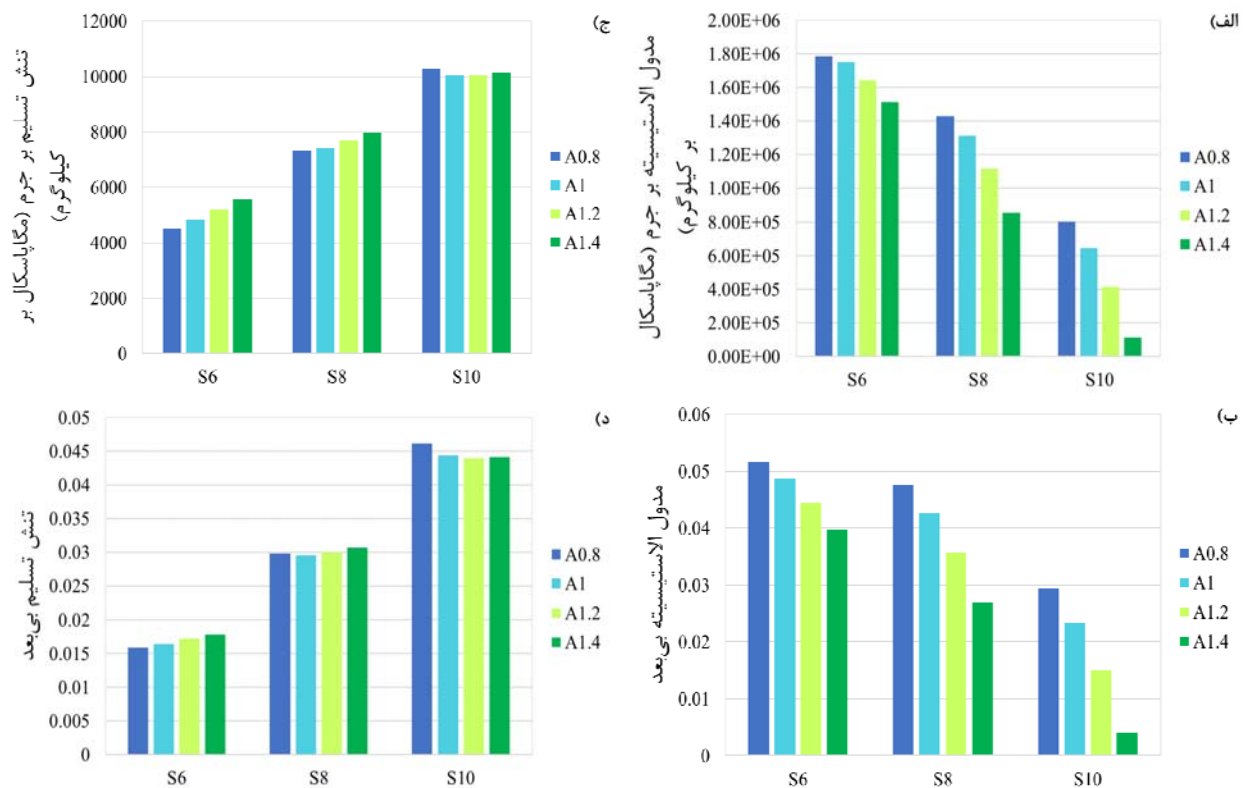 الف)
مدول الاستیسیته بر جرم (مگاپاسکال
بر کیلوگرم)
2.00E+06
1.80E+06
1.60E+06
1.40E+06
1.20E+06
1.00E+06
8.00E+05
6.00E+05
4.00E+05
2.00E+05
0.00E+00
S6 S8 S10
A0.8
A1
A1.2
A1.4
ج)
تنش تسلیم بر جرم (مگاپاسکال بر
کیلوگرم)
12000
10000
8000
6000
4000
2000
0
S6 S8 S10
A0.8
A1
A1.2
A1.4
ب)
مدول الاستیسیته بی‌بعد
0.06
0.05
0.04
0.03
0.02
0.01
0
S6 S8 S10
A0.8
A1
A1.2
A1.4
د)
تنش تسلیم بی‌بعد
0.05
0.045
0.04
0.035
0.03
0.025
0.02
0.015
0.01
0.005
0
S6 S8 S10
A0.8
A1
A1.2
A1.4